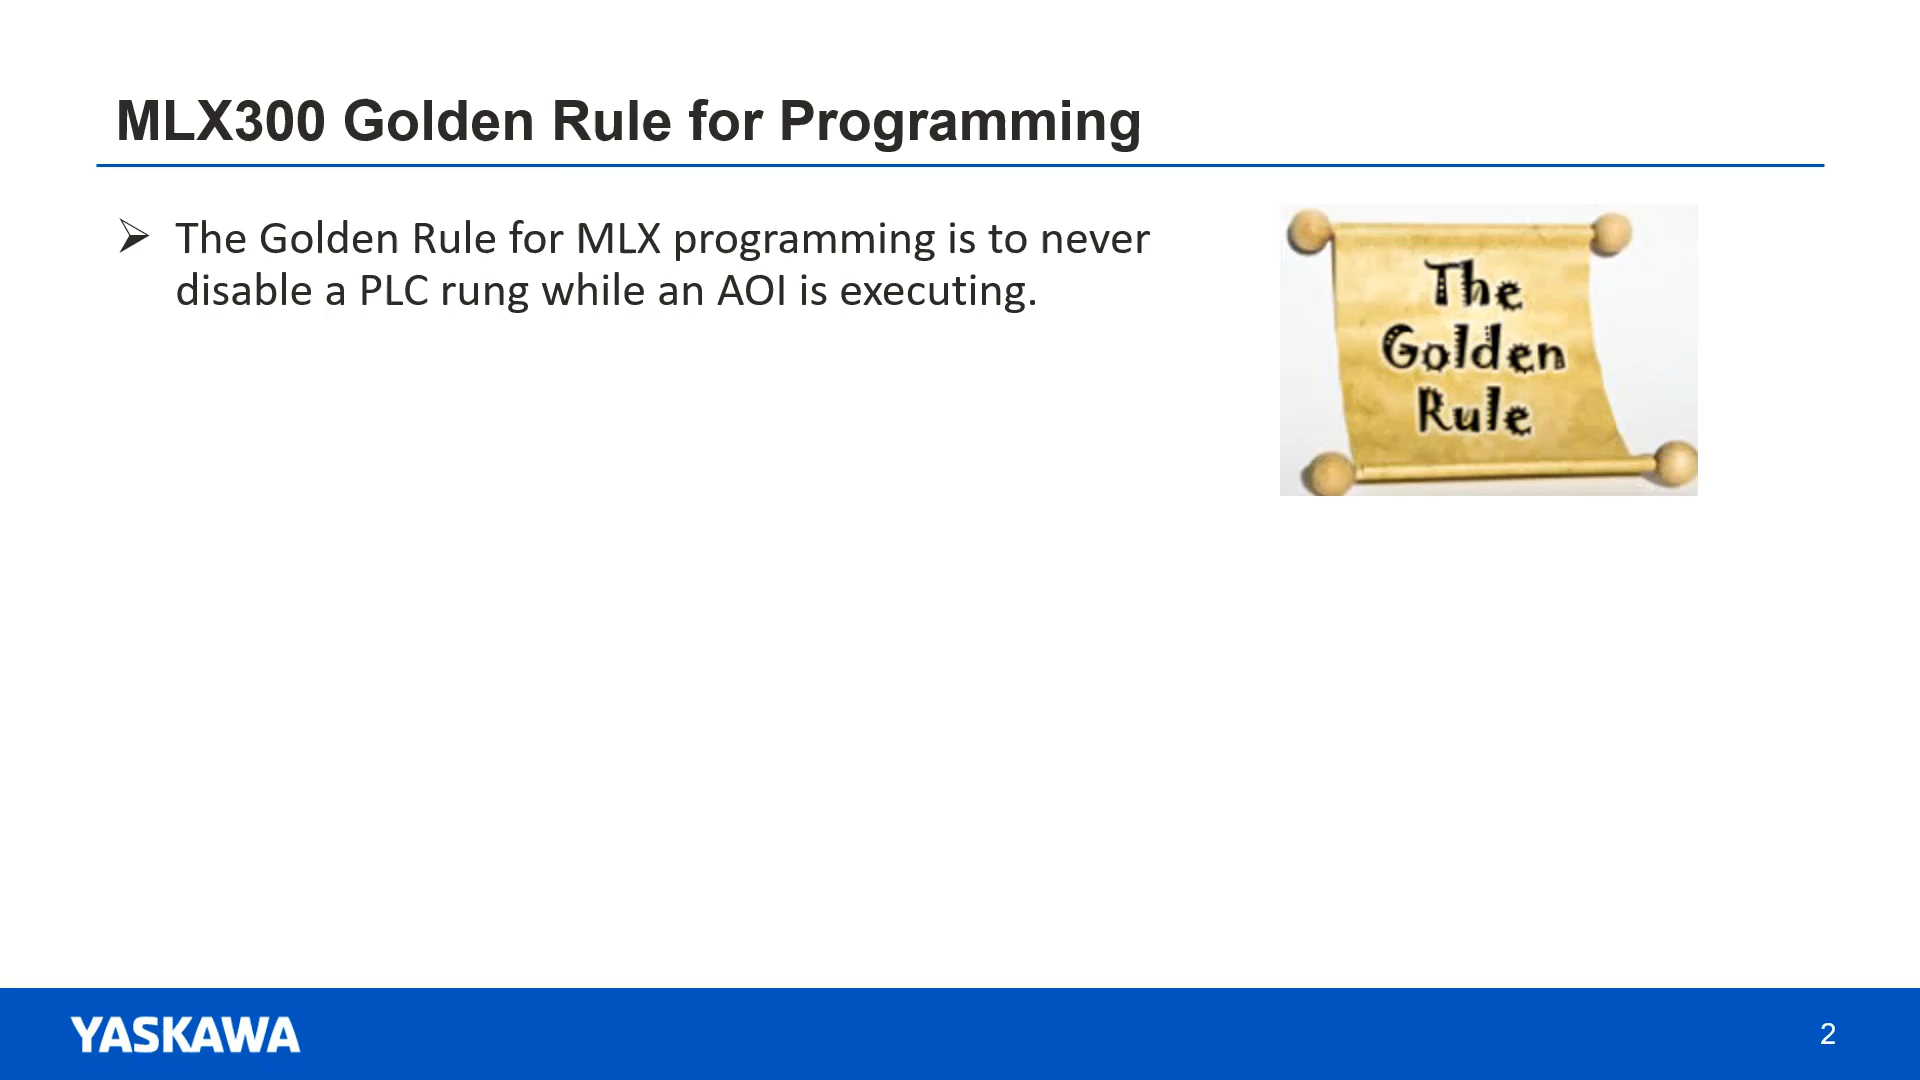 MLX300 Golden Rule for Programming
➢ The Golden Rule for MLX programming is to never
disable a PLC rung while an AOI is executing.
The
Golden
Rule
YASKAWA
2